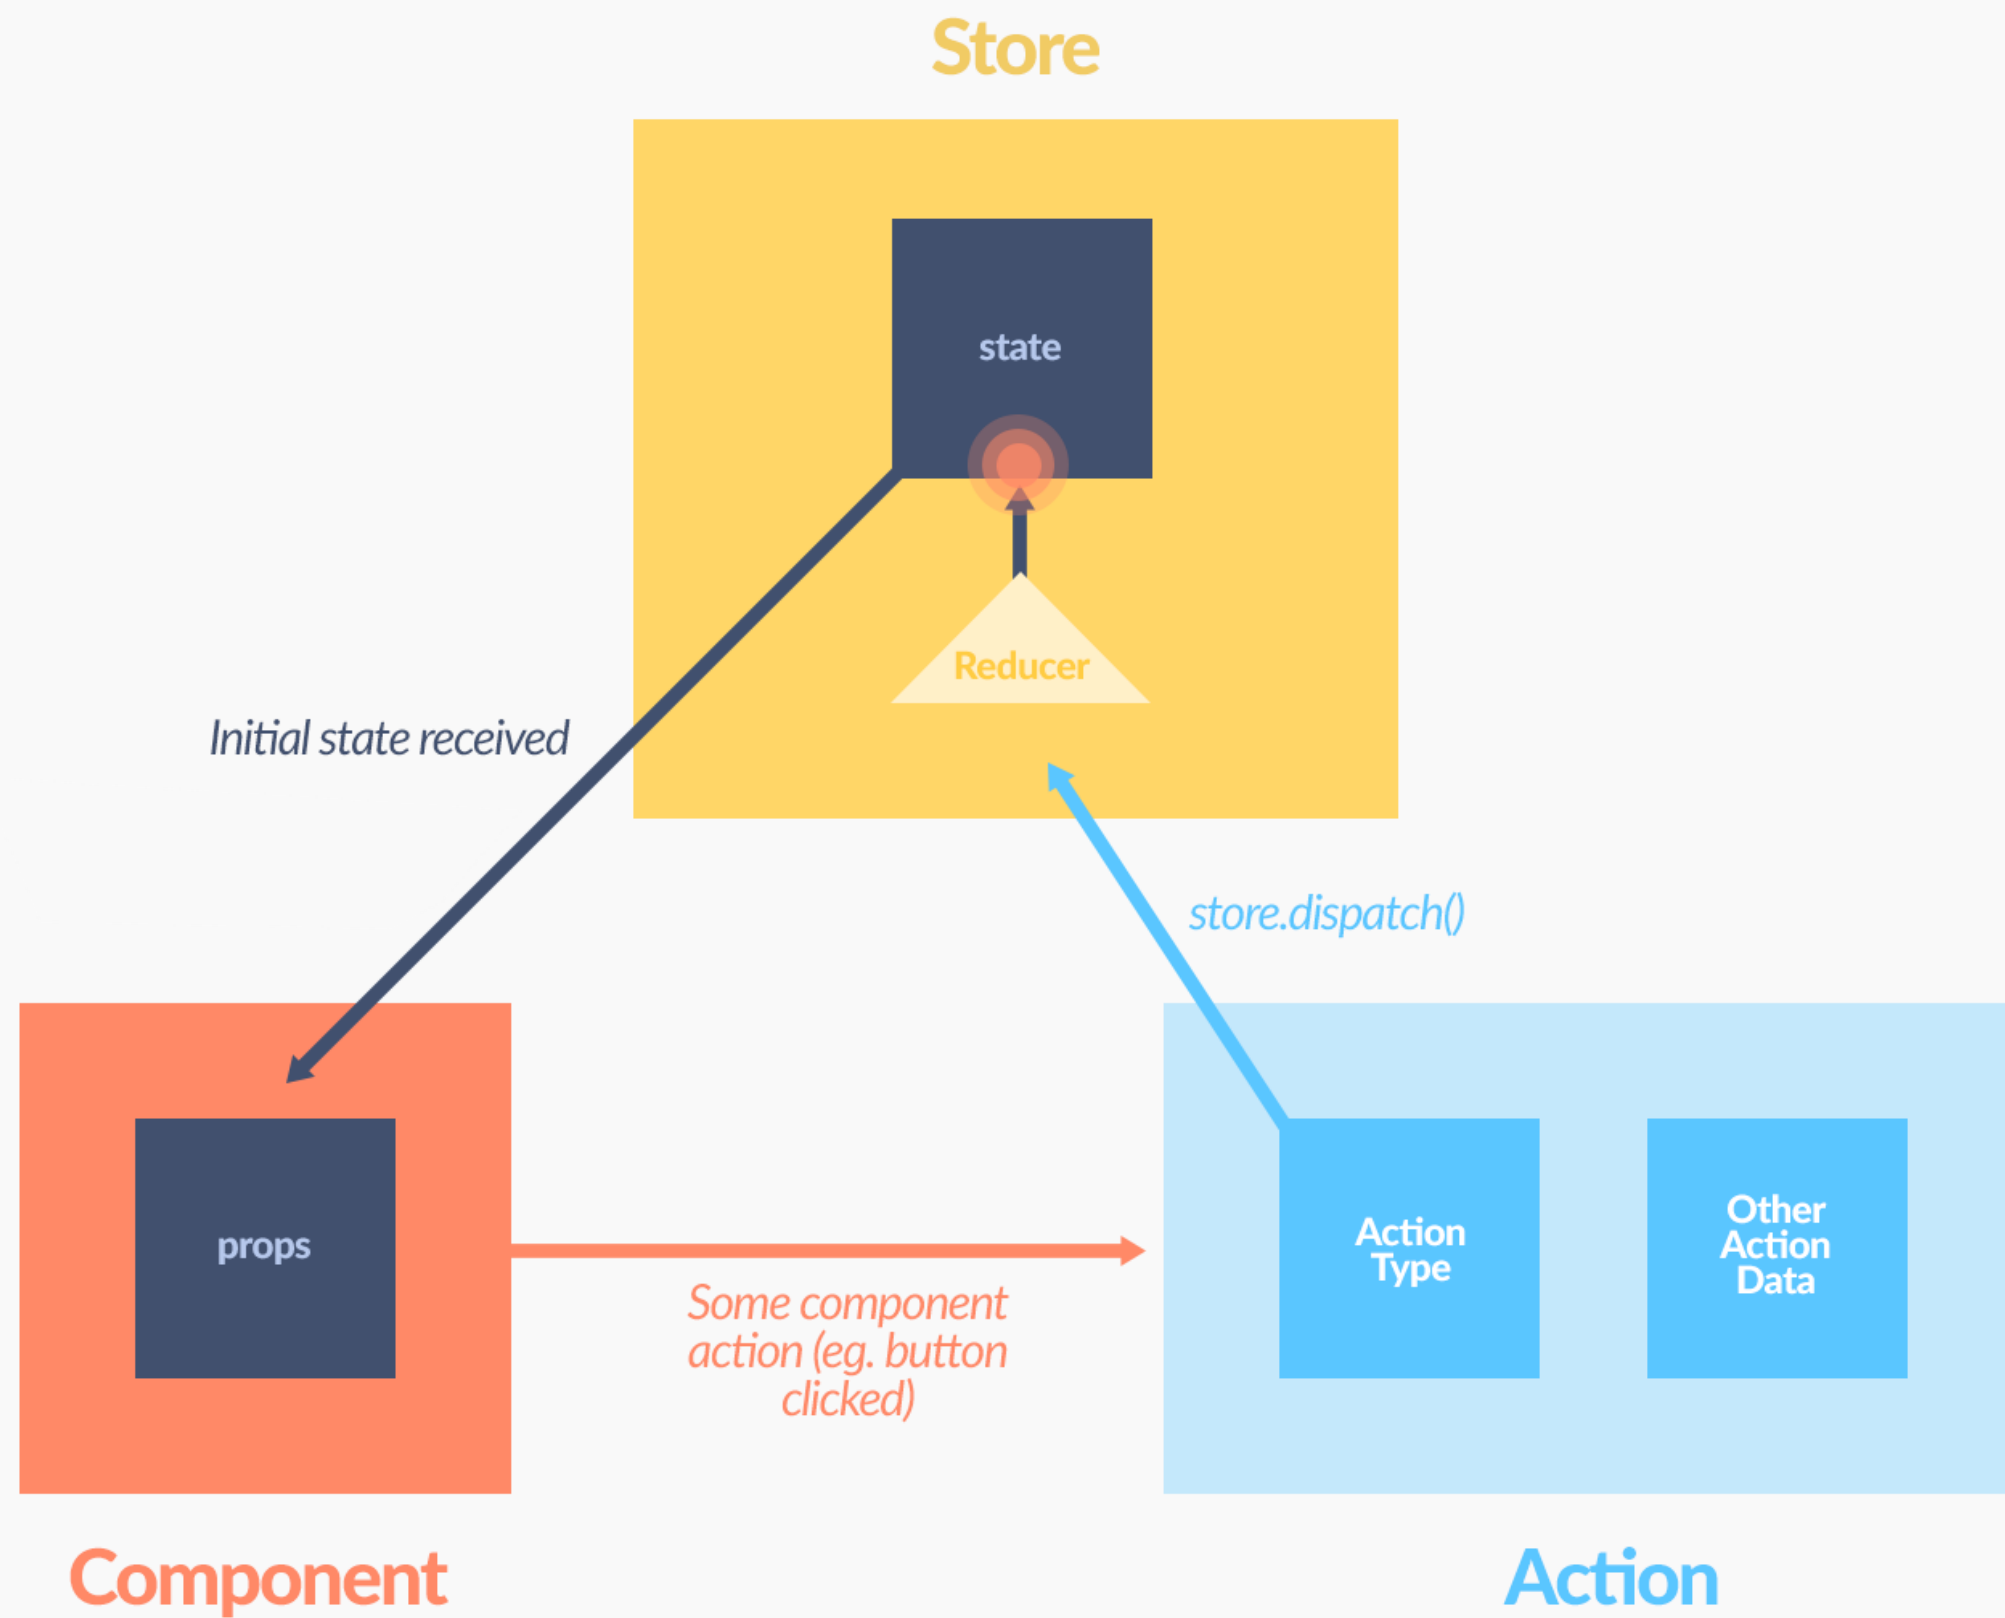 Store
state
Reducer
Initial state received
store.dispatch()
props
Some component
action (eg. button
clicked)
Action
Type
Other
Action
Data
Component
Action